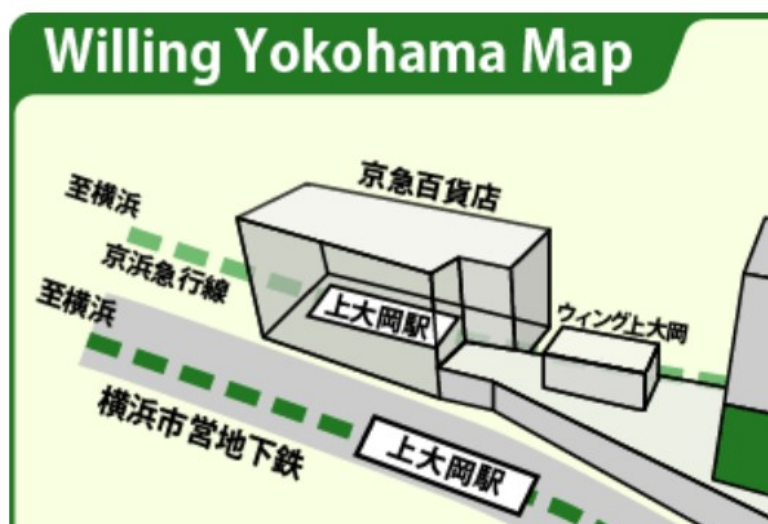 Willing Yokohama Map
京急百貨店
至横浜
京浜急行線
上大岡駅
ウィング上大岡
至横浜
横浜市営地下鉄
上大岡駅